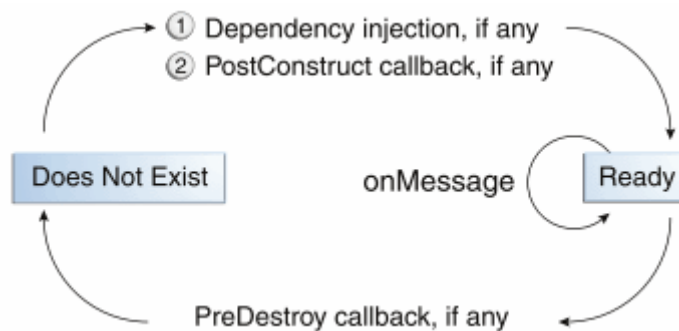 ① Dependency injection, if any
② PostConstruct callback, if any
Does Not Exist
onMessage
Ready
PreDestroy callback, if any